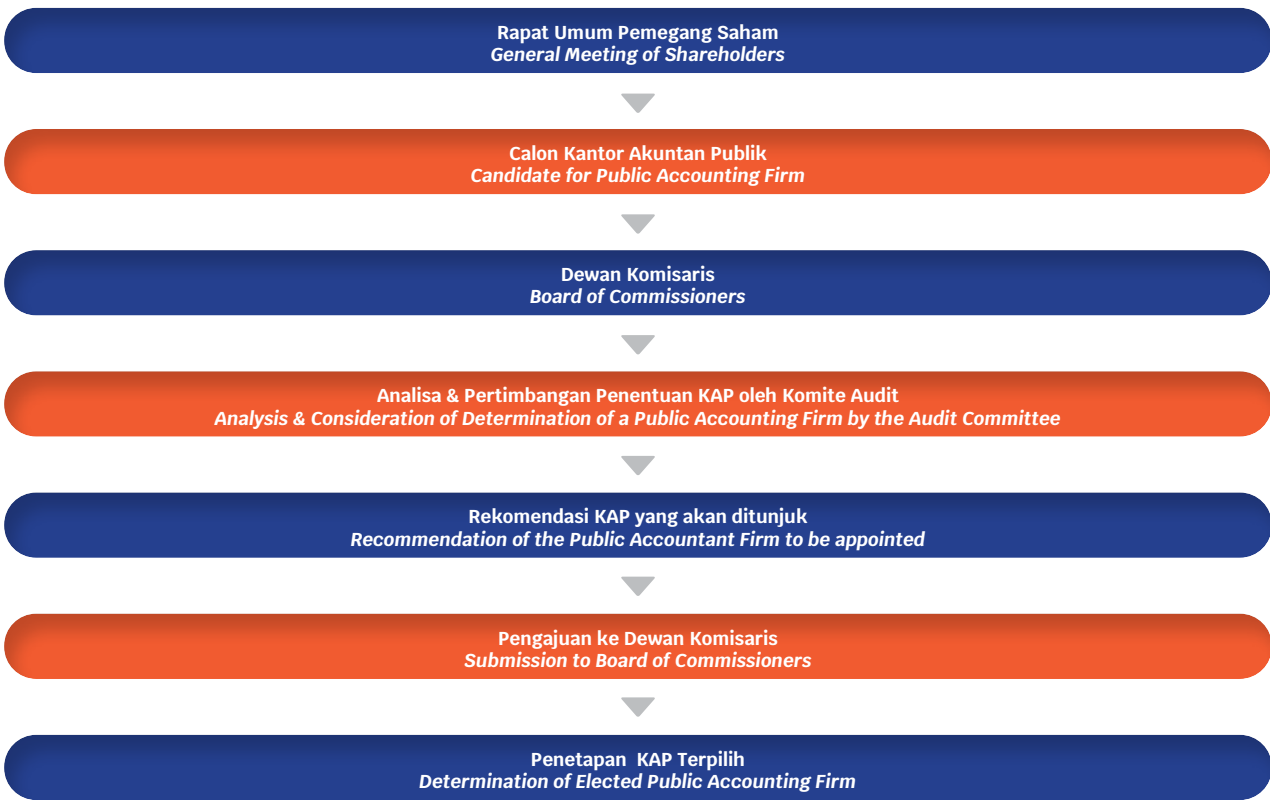 Rapat Umum Pemegang Saham
General Meeting of Shareholders
Calon Kantor Akuntan Publik
Candidate for Public Accounting Firm
Dewan Komisaris
Board of Commissioners
Analisa & Pertimbangan Penentuan KAP oleh Komite Audit
Analysis & Consideration of Determination of a Public Accounting Firm by the Audit Committee
Rekomendasi KAP yang akan ditunjuk
Recommendation of the Public Accountant Firm to be appointed
Pengajuan ke Dewan Komisaris
Submission to Board of Commissioners
Penetapan KAP Terpilih
Determination of Elected Public Accounting Firm